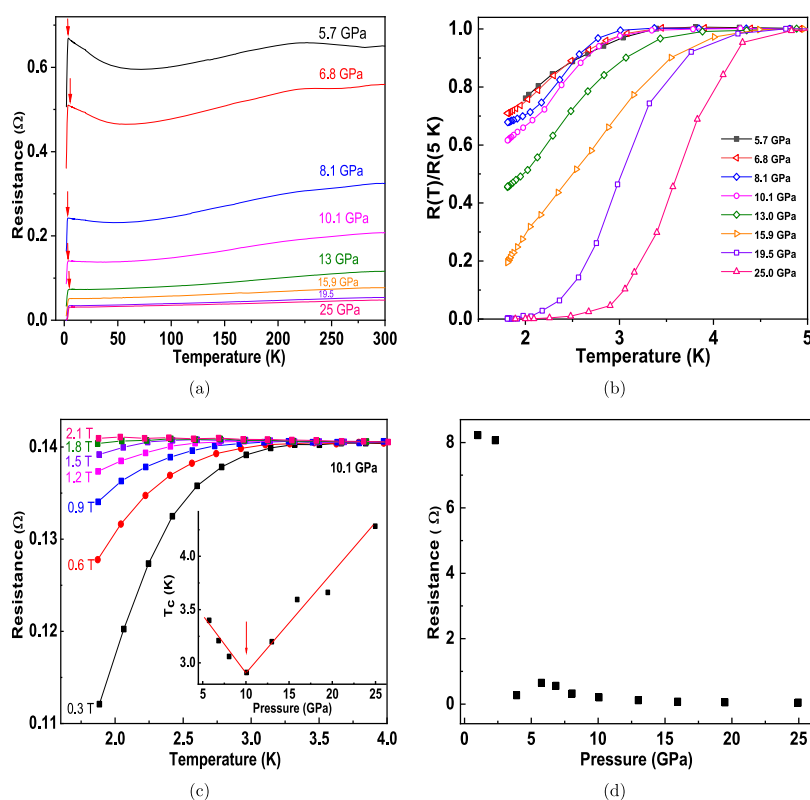 5.7 GPa
6.8 GPa
8.1 GPa
10.1 GPa
13 GPa
15.9 GPa
19.5
25 GPa
Resistance (Ω)
0.6
0.4
0.2
0.0
0 50 100 150 200 250 300
Temperature (K)
(a)
R(T)/R(5 K)
1.0
0.8
0.6
0.4
0.2
0.0
5.7 GPa
6.8 GPa
8.1 GPa
10.1 GPa
13.0 GPa
15.9 GPa
19.5 GPa
25.0 GPa
2 3 4 5
Temperature (K)
(b)
Resistance (Ω)
0.14
0.13
0.12
0.11
2.1 T
1.8 T
1.5 T
1.2 T
0.9 T
0.6 T
0.3 T
10.1 GPa
Tc (K)
4.0
3.5
3.0
5 10 15 20 25
Pressure (GPa)
2.0 2.5 3.0 3.5 4.0
Temperature (K)
(c)
Resistance ( Ω)
8
6
4
2
0
0 5 10 15 20 25
Pressure (GPa)
(d)